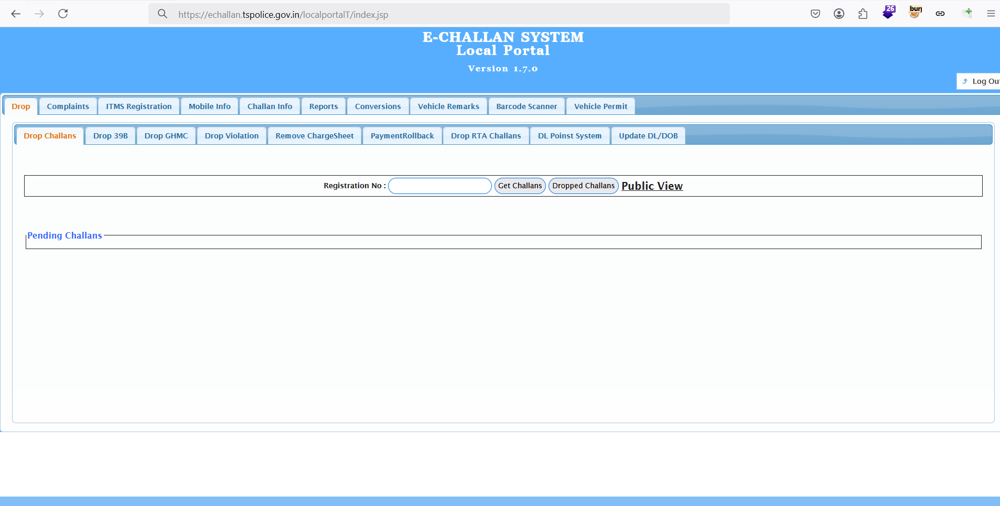 https://echallan.tspolice.gov.in/localportalT/index.jsp
26
burp
E-CHALLAN SYSTEM
Local Portal
Version 1.7.0
Log Out
Drop Complaints ITMS Registration Mobile Info Challan Info Reports Conversions Vehicle Remarks Barcode Scanner Vehicle Permit
Drop Challans Drop 39B Drop GHMC Drop Violation Remove ChargeSheet PaymentRollback Drop RTA Challans DL Poinst System Update DL/DOB
Registration No : Get Challans Dropped Challans Public View
Pending Challans